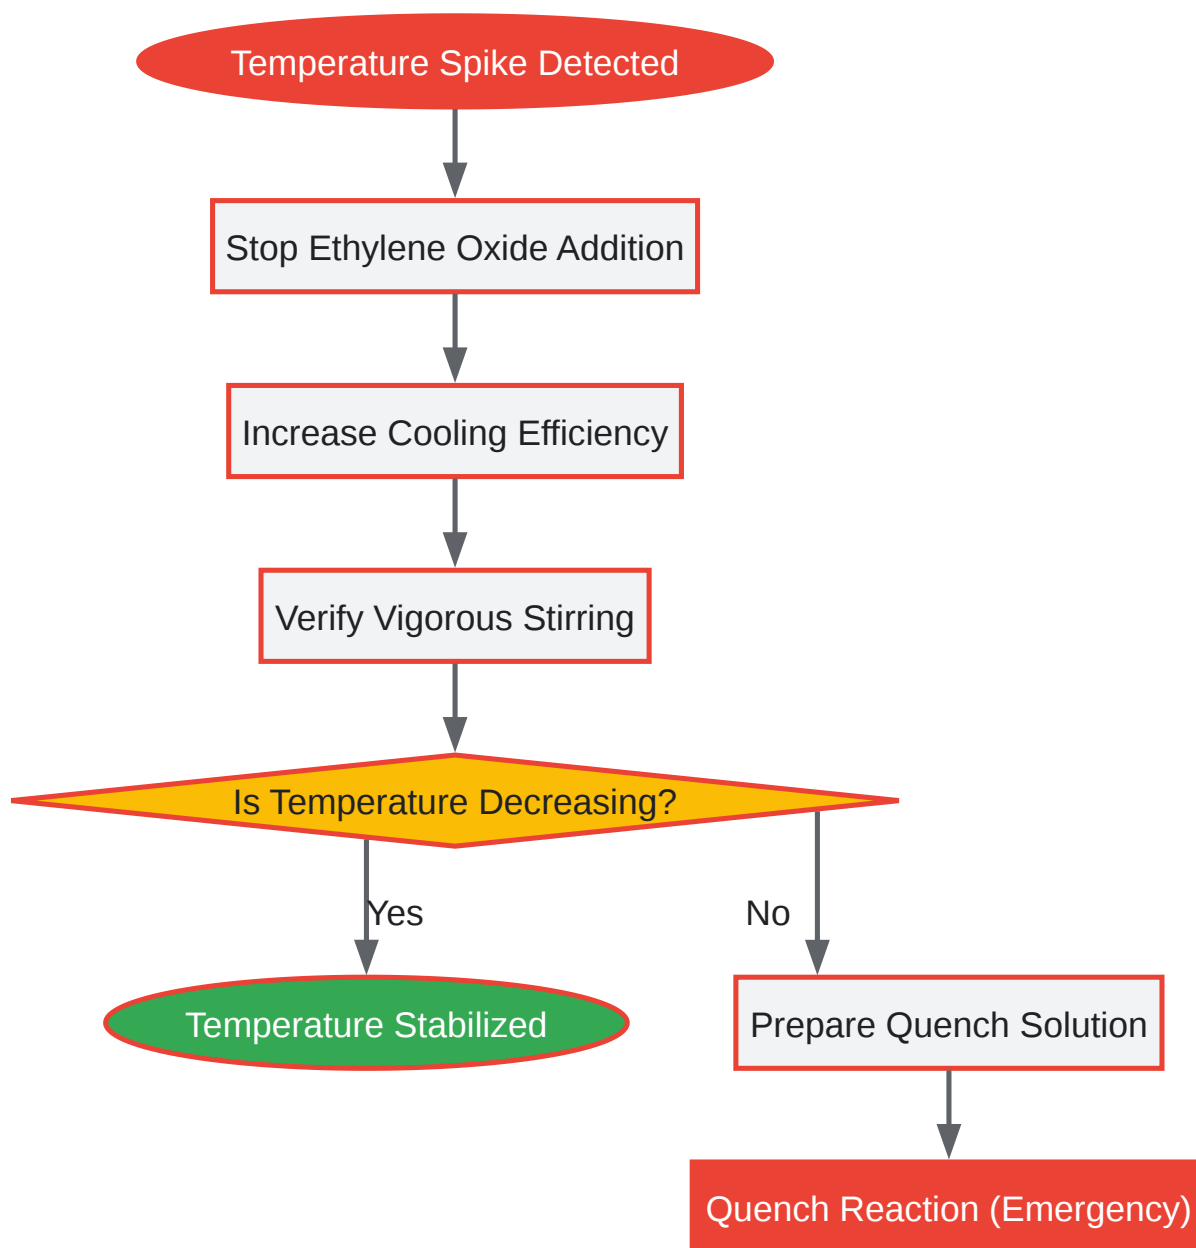 Temperature Spike Detected
Stop Ethylene Oxide Addition
Increase Cooling Efficiency
Verify Vigorous Stirring
Is Temperature Decreasing?
Yes
No
Temperature Stabilized
Prepare Quench Solution
Quench Reaction (Emergency)